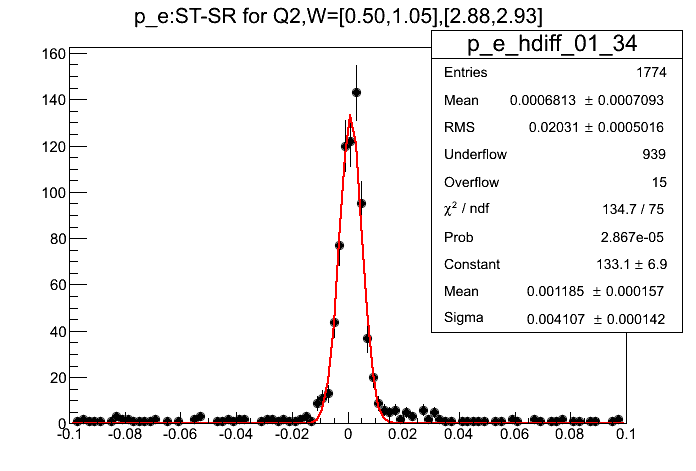 p_e:ST-SR for Q2,W=[0.50,1.05],[2.88,2.93]
p_e_hdiff_01_34
Entries 1774
Mean 0.0006813 ± 0.0007093
RMS 0.02031 ± 0.0005016
Underflow 939
Overflow 15
χ² / ndf 134.7 / 75
Prob 2.867e-05
Constant 133.1 ± 6.9
Mean 0.001185 ± 0.000157
Sigma 0.004107 ± 0.000142
160
140
120
100
80
60
40
20
0
-0.1 -0.08 -0.06 -0.04 -0.02 0 0.02 0.04 0.06 0.08 0.1